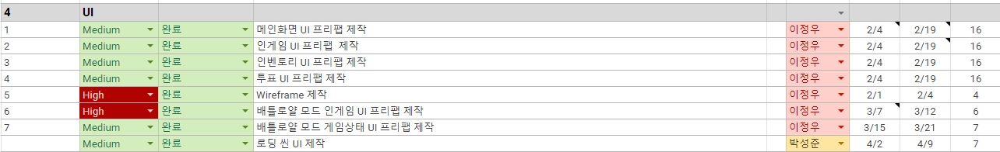 4 UI
1 Medium 완료 메인화면 UI 프리팹 제작 이정우 2/4 2/19 16
2 Medium 완료 인게임 UI 프리팹  제작 이정우 2/4 2/19 16
3 Medium 완료 인벤토리 UI 프리팹 제작 이정우 2/4 2/19 16
4 Medium 완료 투표 UI 프리팹 제작 이정우 2/4 2/19 16
5 High 완료 Wireframe 제작 이정우 2/1 2/4 4
6 High 완료 배틀로얄 모드 인게임 UI 프리팹 제작 이정우 3/7 3/12 6
7 Medium 완료 배틀로얄 모드 게임상태 UI 프리팹 제작 이정우 3/15 3/21 7
Medium 완료 로딩 씬 UI 제작 박성준 4/2 4/9 7